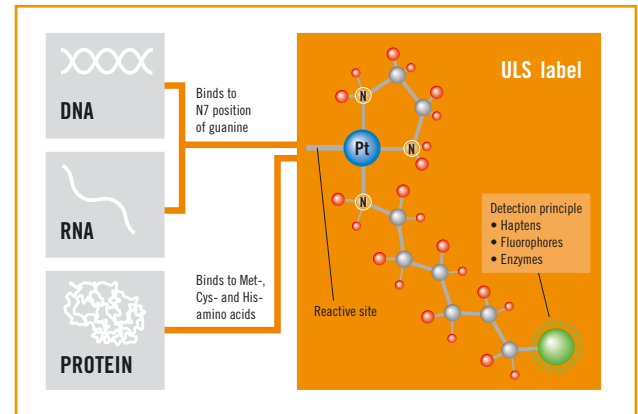 DNA
RNA
PROTEIN
Binds to
N7 position
of guanine
Binds to Met-,
Cys- and His-
amino acids
ULS label
N
Pt
N
N
Reactive site
Detection principle
• Haptens
• Fluorophores
• Enzymes